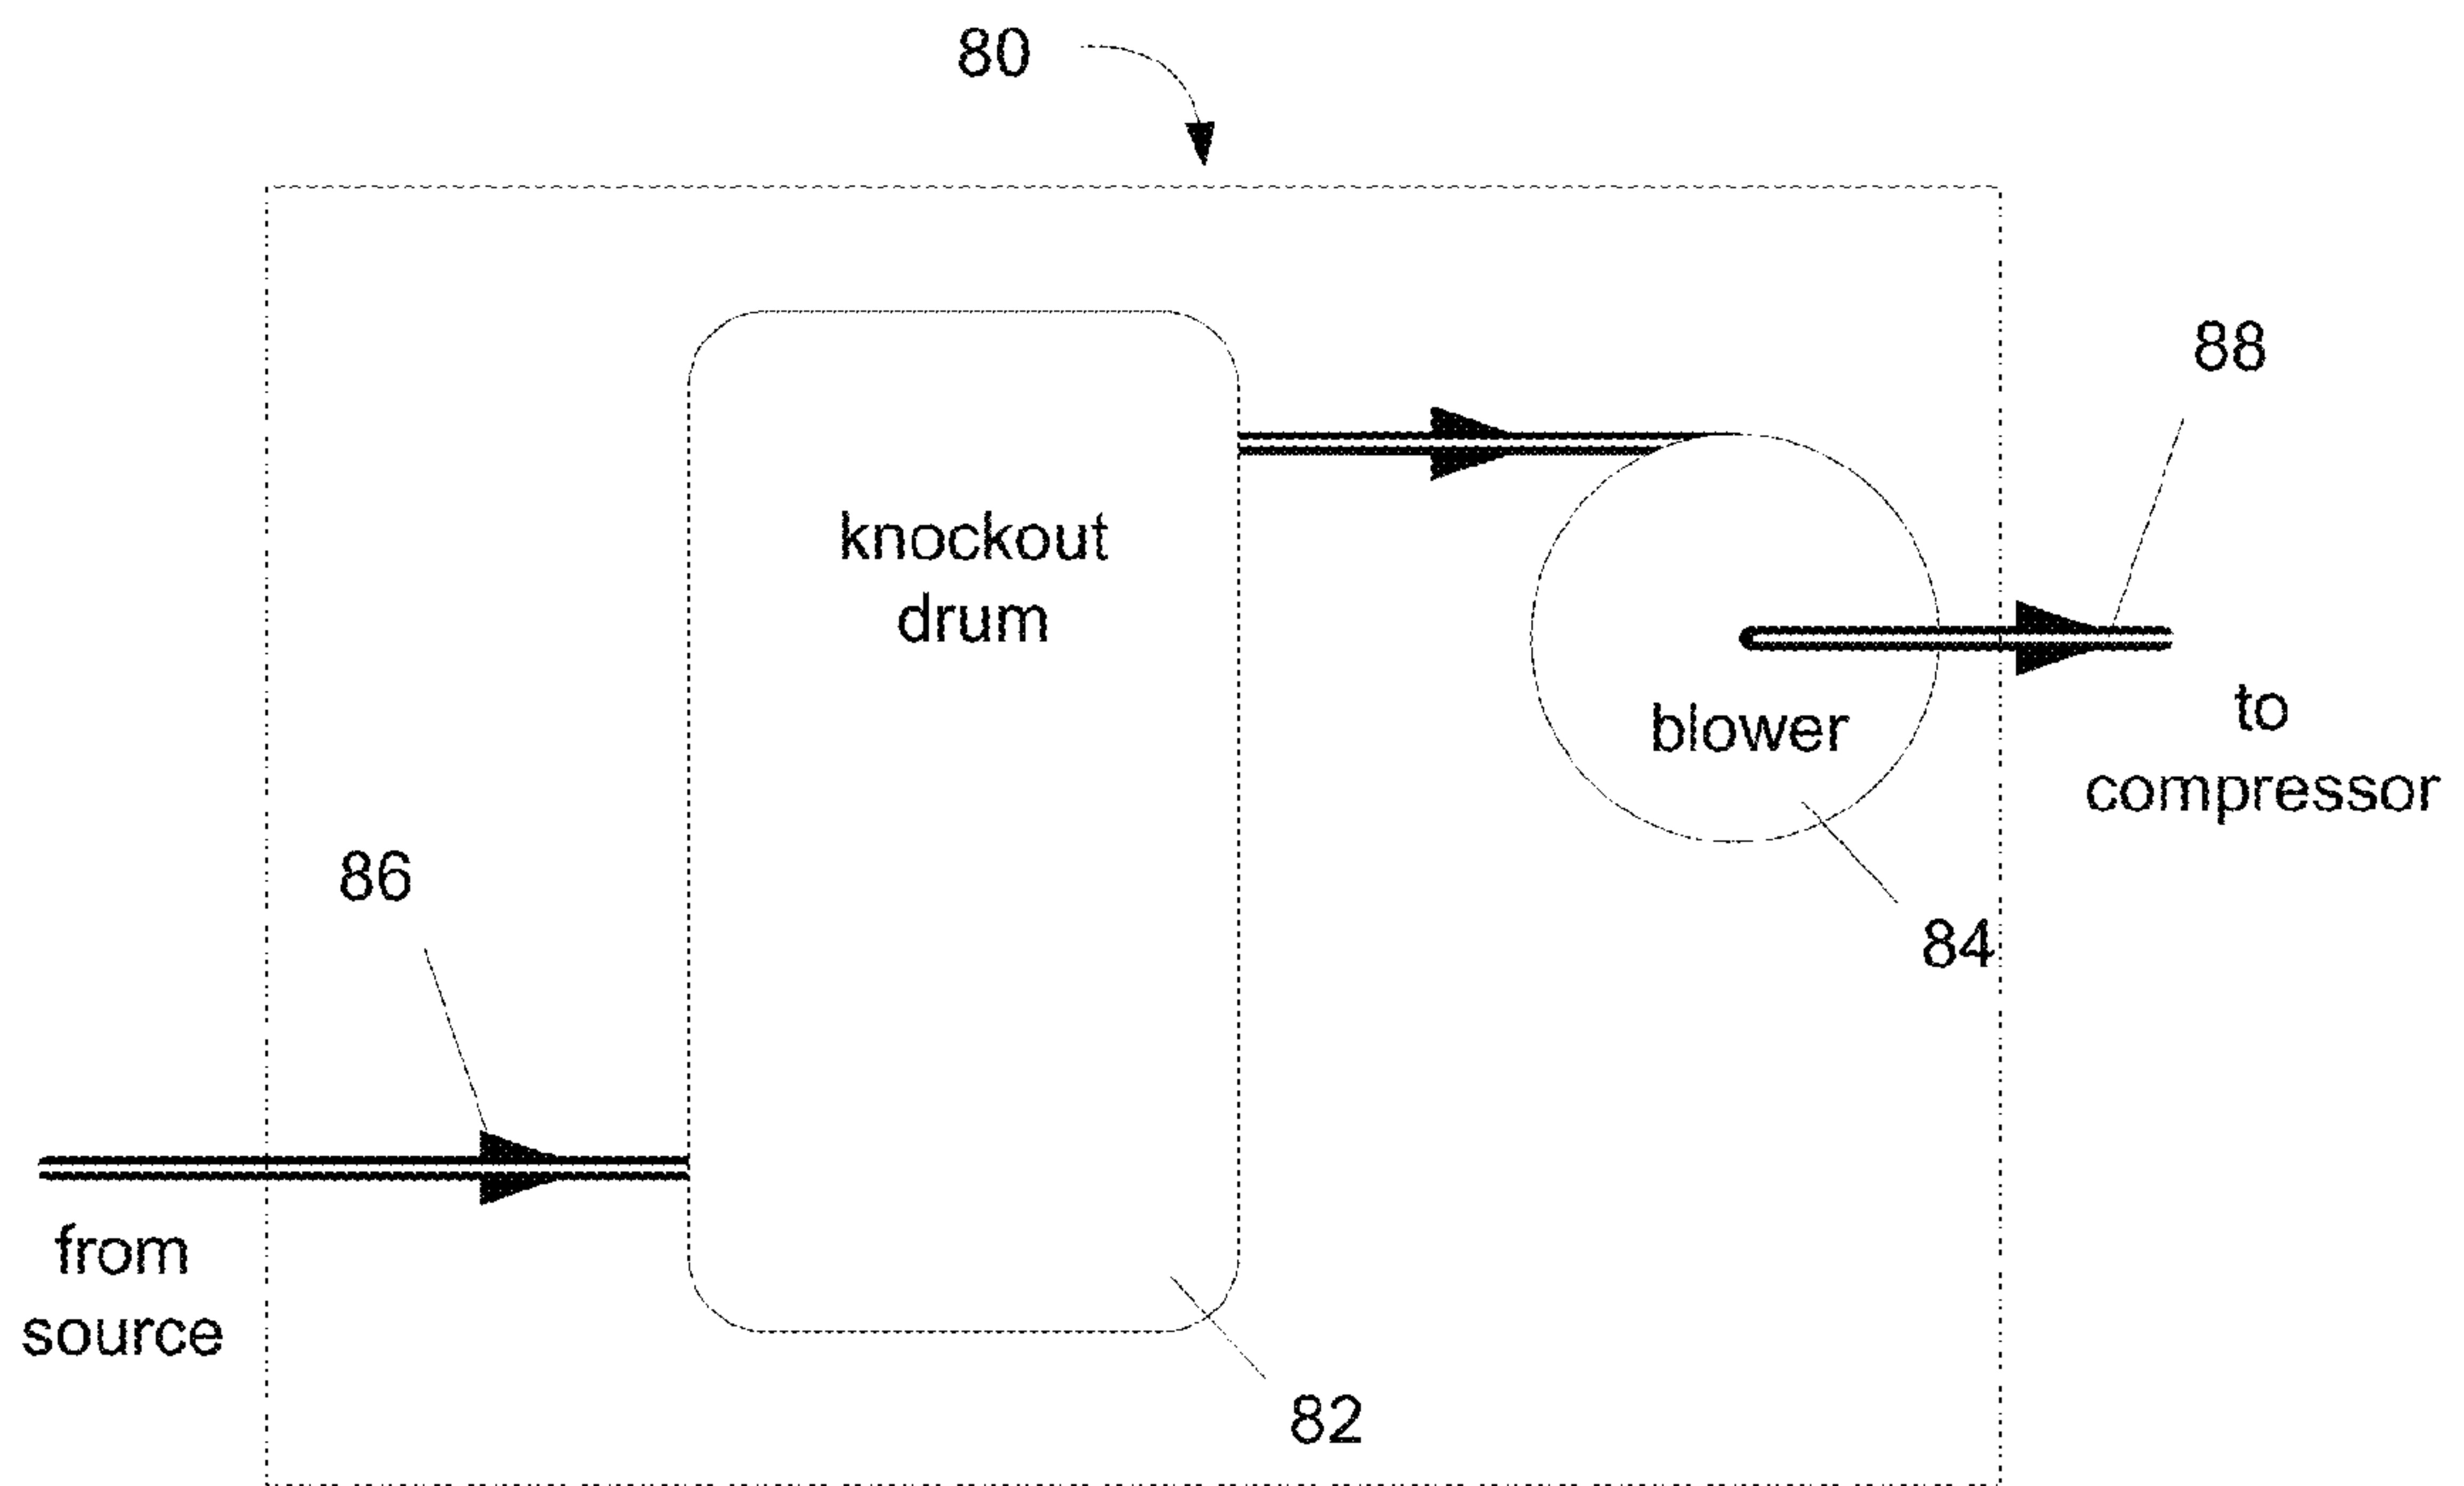 80
88
knockout
drum
blower
to
compressor
86
84
from
source
82